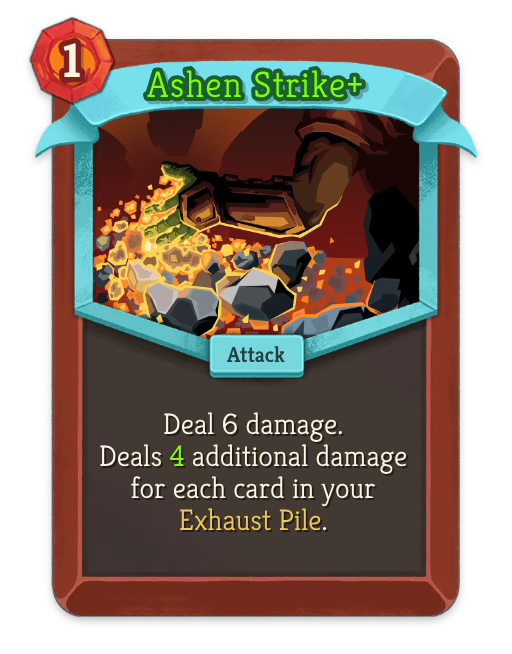 1
Ashen Strike+
Attack
Deal 6 damage.
Deals 4 additional damage
for each card in your
Exhaust Pile.